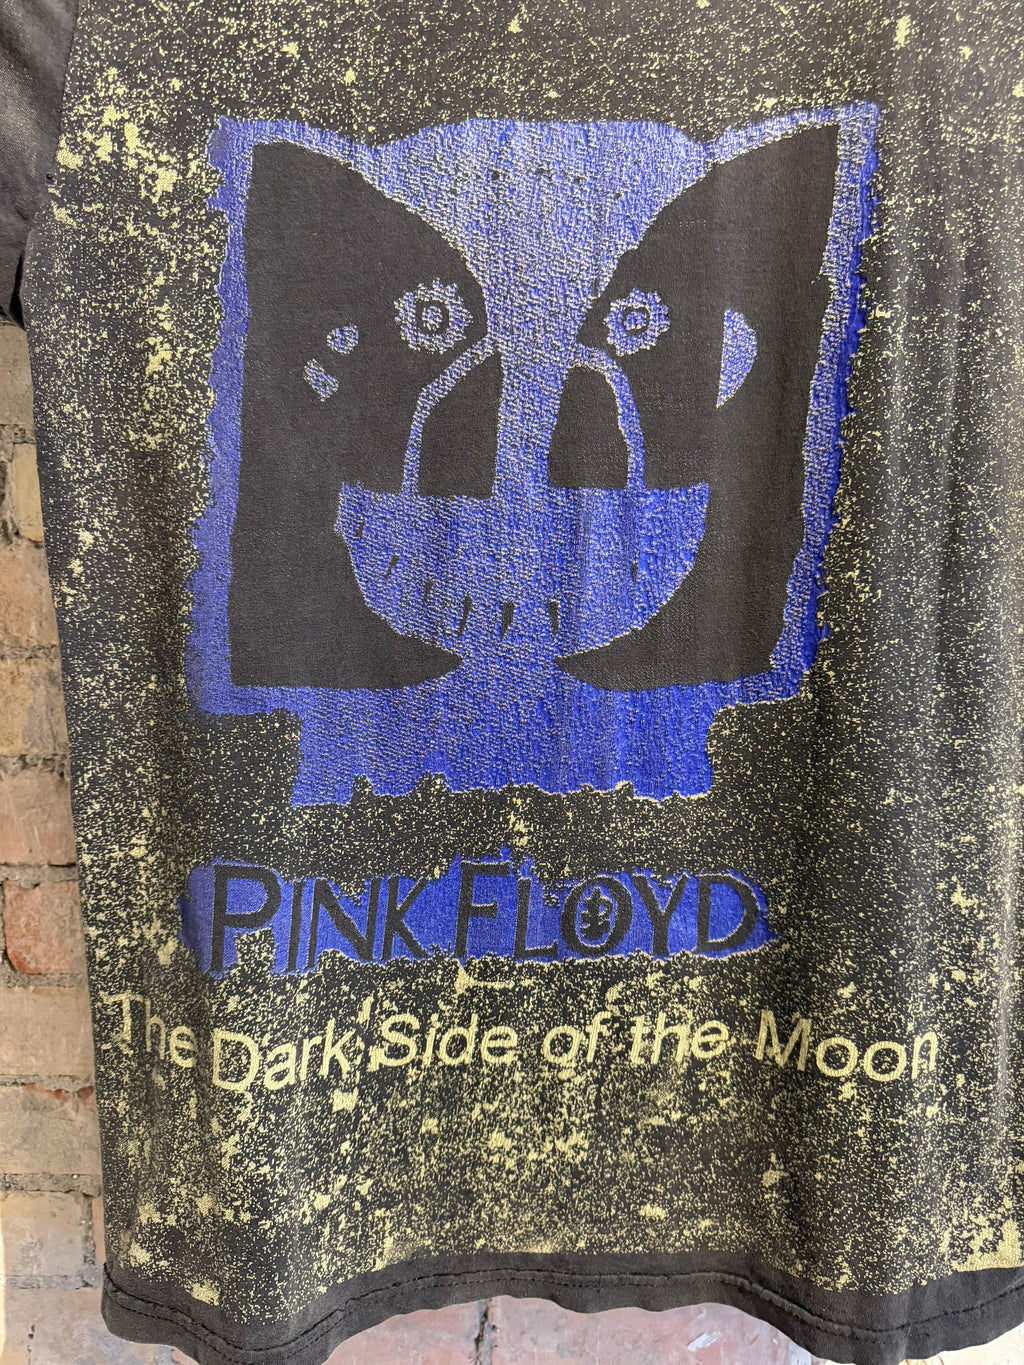 PINK FLOYD
The Dark Side of the Moon